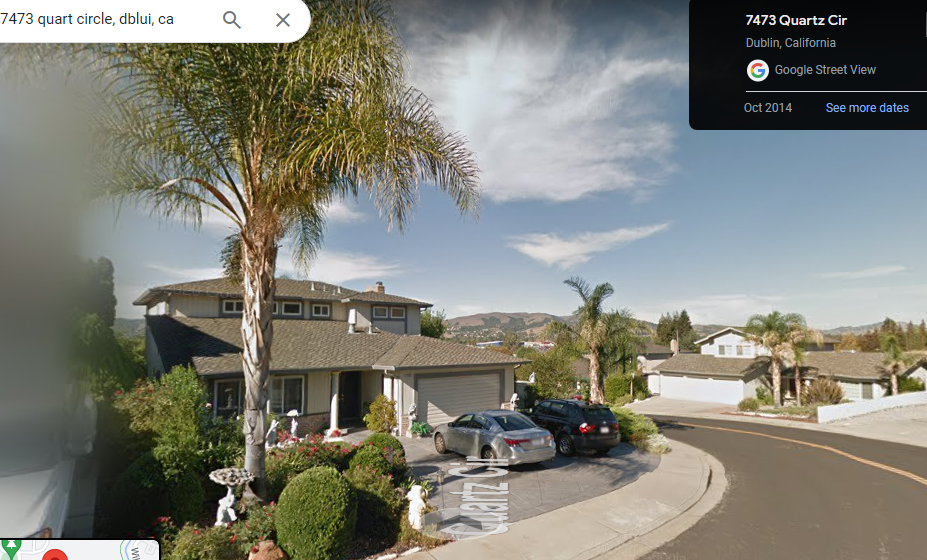 7473 quart circle, dblui, ca
7473 Quartz Cir
Dublin, California
Google Street View
Oct 2014
See more dates
Quartz Cir